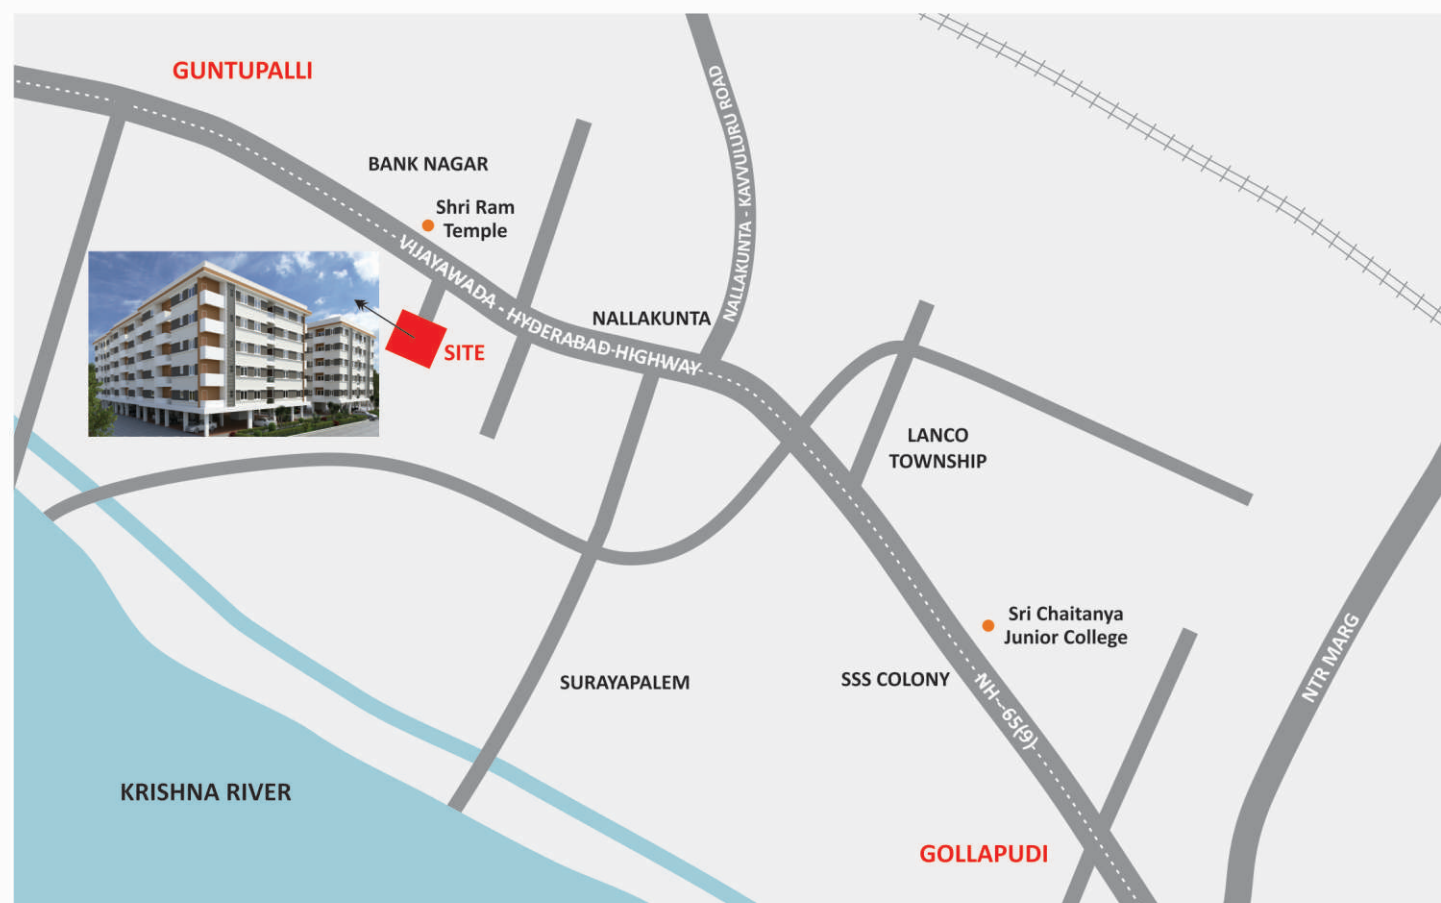 GUNTUPALLI
BANK NAGAR
Shri Ram
Temple
VIJAYAWADA - HYDERABAD HIGHWAY
NALLAKUNTA - KAVVULURU ROAD
NALLAKUNTA
SITE
LANCO
TOWNSHIP
Sri Chaitanya
Junior College
SURAYAPALEM
SSS COLONY
NH - 65(9)
NTR MARG
KRISHNA RIVER
GOLLAPUDI